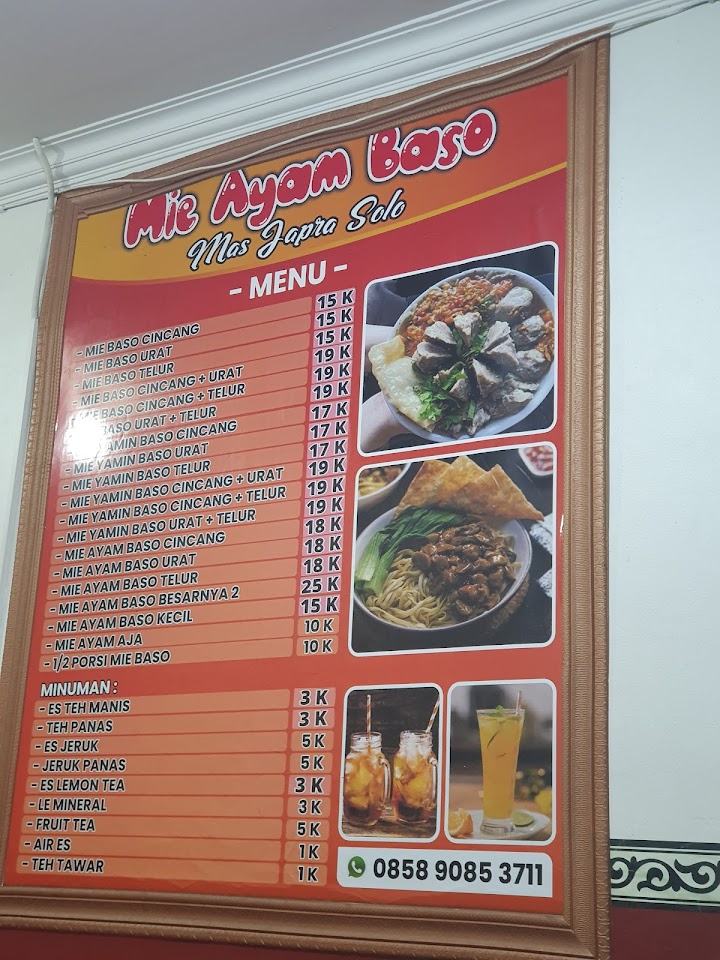 Mie Ayam Baso
Mas Japra Solo
- MENU -
- MIE BASO CINCANG 15 K
- MIE BASO URAT 15 K
- MIE BASO TELUR 15 K
- MIE BASO CINCANG + URAT 19 K
- MIE BASO CINCANG + TELUR 19 K
- MIE BASO URAT + TELUR 19 K
- MIE YAMIN BASO CINCANG 17 K
- MIE YAMIN BASO URAT 17 K
- MIE YAMIN BASO TELUR 17 K
- MIE YAMIN BASO CINCANG + URAT 19 K
- MIE YAMIN BASO CINCANG + TELUR 19 K
- MIE YAMIN BASO URAT + TELUR 19 K
- MIE AYAM BASO CINCANG 18 K
- MIE AYAM BASO URAT 18 K
- MIE AYAM BASO TELUR 18 K
- MIE AYAM BASO BESARNYA 2 25 K
- MIE AYAM BASO KECIL 15 K
- MIE AYAM AJA 10 K
- 1/2 PORSI MIE BASO 10 K
MINUMAN :
- ES TEH MANIS 3 K
- TEH PANAS 3 K
- ES JERUK 5 K
- JERUK PANAS 5 K
- ES LEMON TEA 3 K
- LE MINERAL 3 K
- FRUIT TEA 5 K
- AIR ES 1 K
- TEH TAWAR 1 K
0858 9085 3711